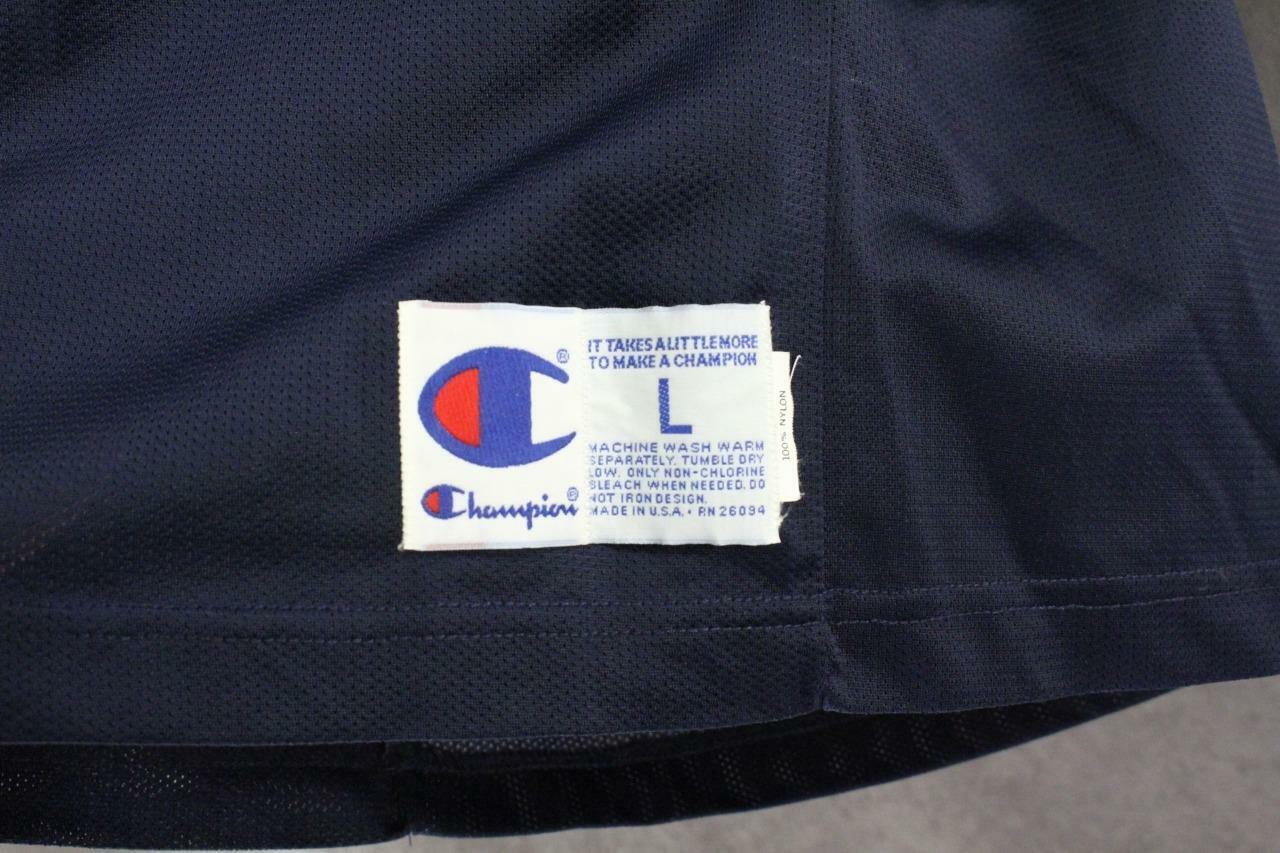 ®
Champion®
IT TAKES A LITTLE MORE
TO MAKE A CHAMPION
L
MACHINE WASH WARM
SEPARATELY. TUMBLE DRY
LOW. ONLY NON-CHLORINE
BLEACH WHEN NEEDED. DO
NOT IRON DESIGN.
MADE IN U.S.A. • RN 26094
100% NYLON